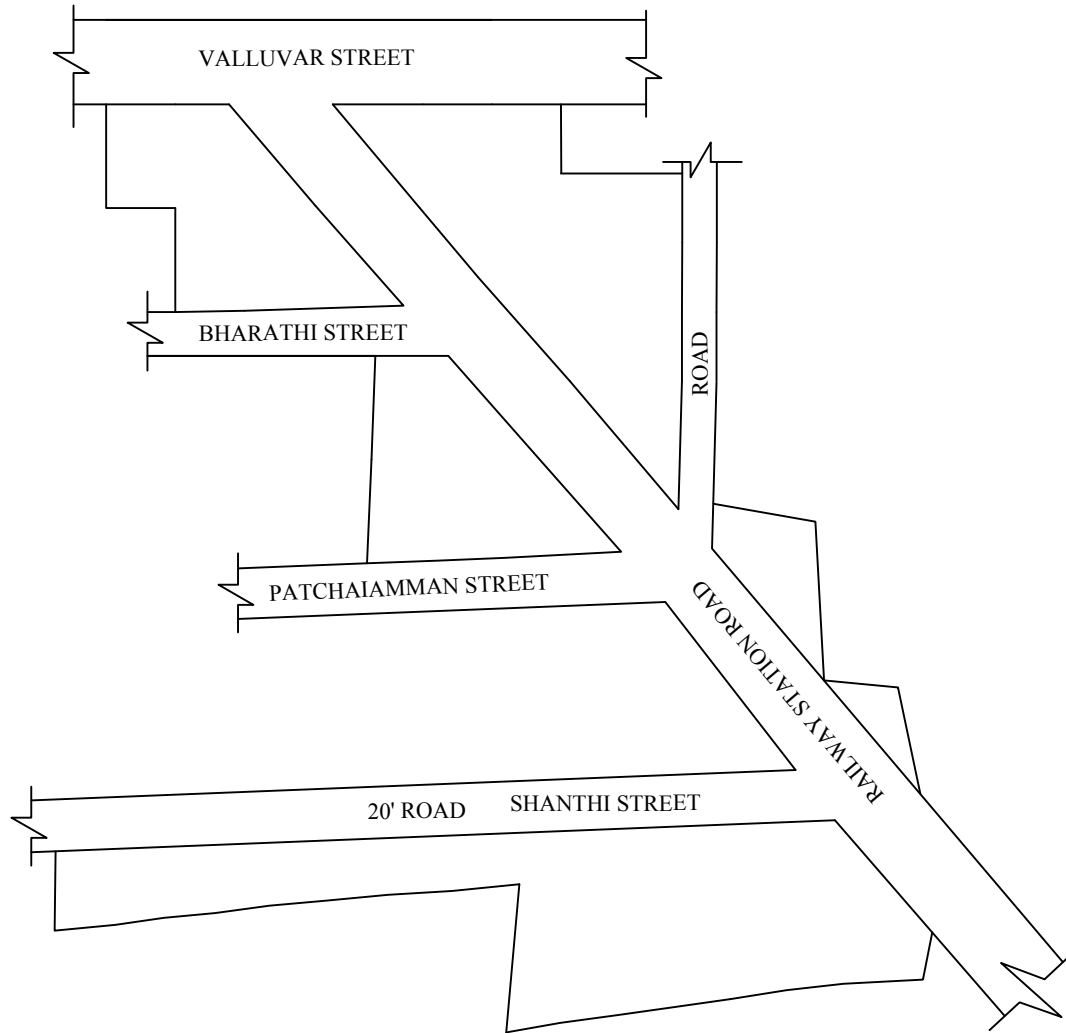 VALLUVAR STREET
BHARATHI STREET
ROAD
PATCHAIAMMAN STREET
RAILWAY STATION ROAD
20' ROAD SHANTHI STREET